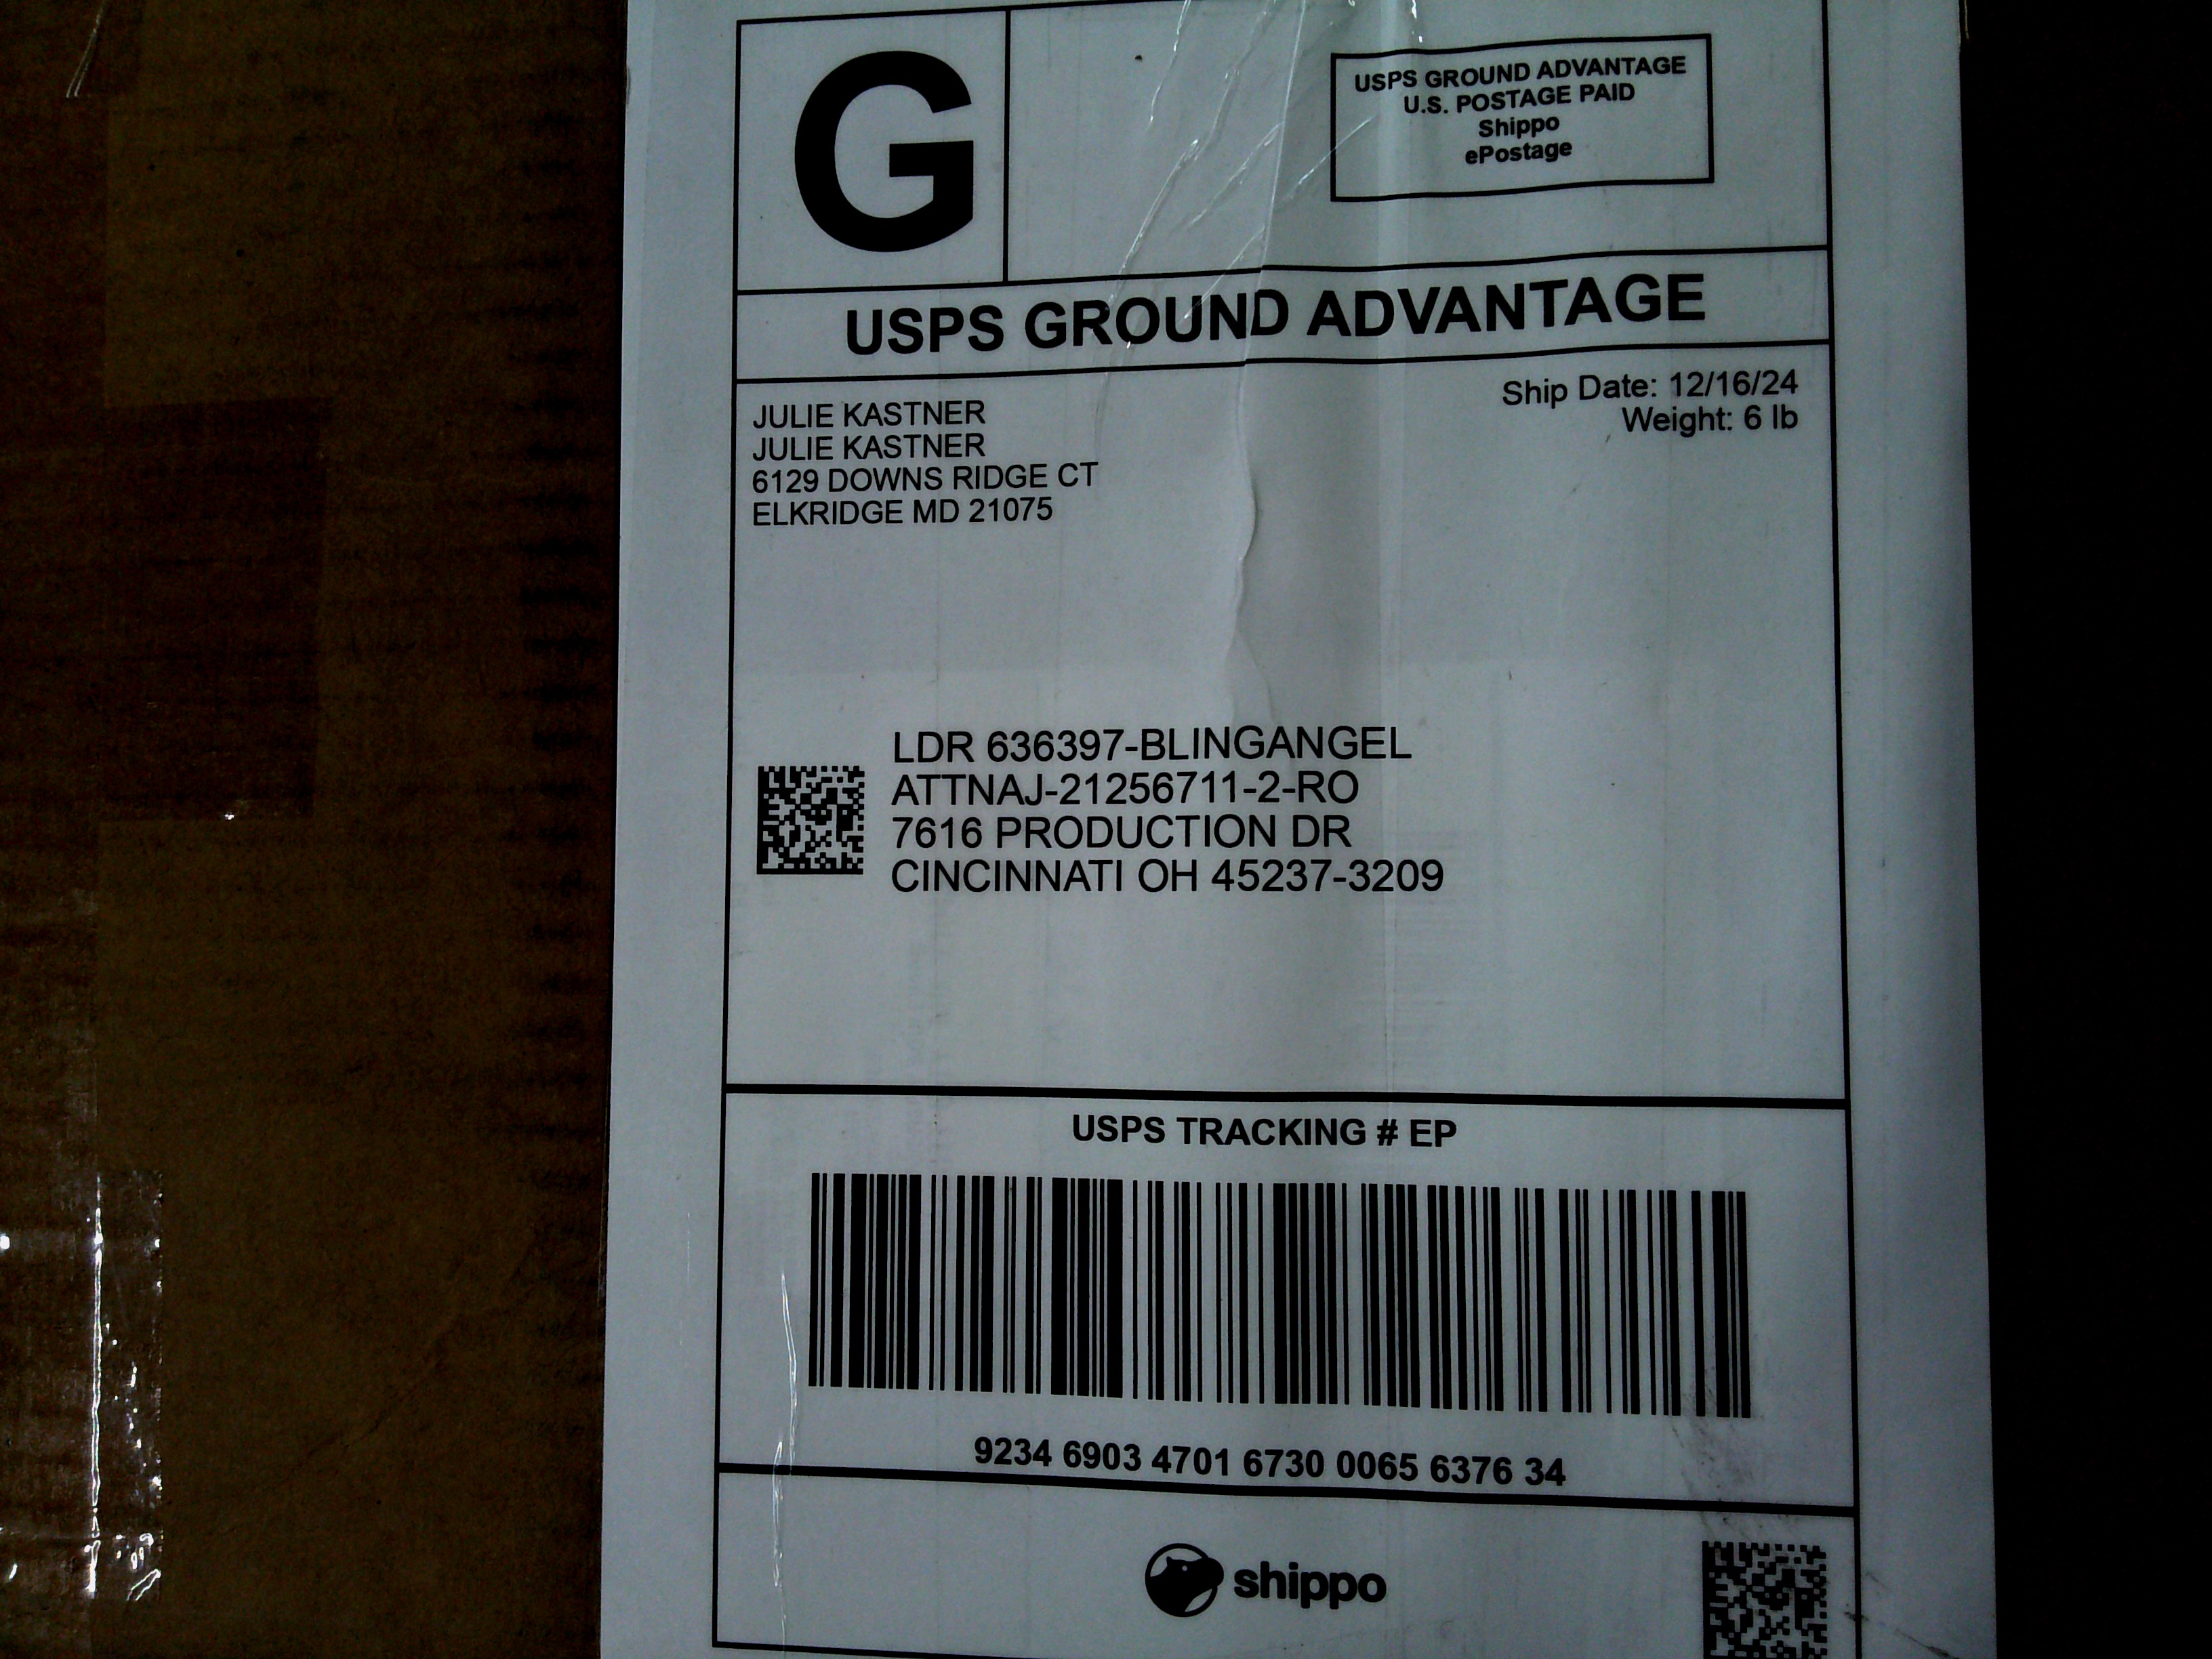 G
USPS GROUND ADVANTAGE
U.S. POSTAGE PAID
Shippo
ePostage
USPS GROUND ADVANTAGE
JULIE KASTNER
JULIE KASTNER
6129 DOWNS RIDGE CT
ELKRIDGE MD 21075
Ship Date: 12/16/24
Weight: 6 lb
LDR 636397-BLINGANGEL
ATTNAJ-21256711-2-RO
7616 PRODUCTION DR
CINCINNATI OH 45237-3209
USPS TRACKING # EP
9234 6903 4701 6730 0065 6376 34
shippo